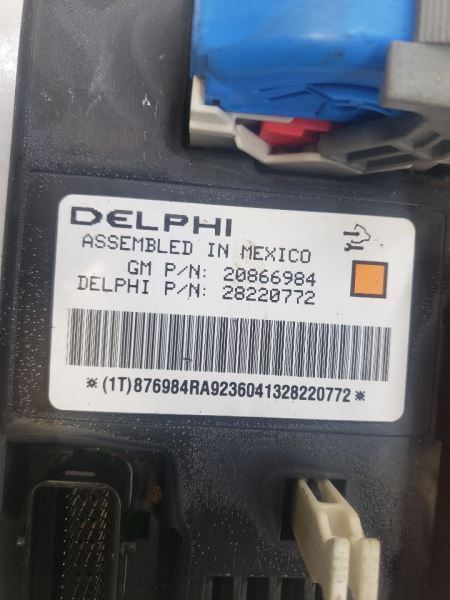 DELPHI
ASSEMBLED IN MEXICO
GM P/N: 20866984
DELPHI P/N: 28220772
*(1T)876984RA9236041328220772*